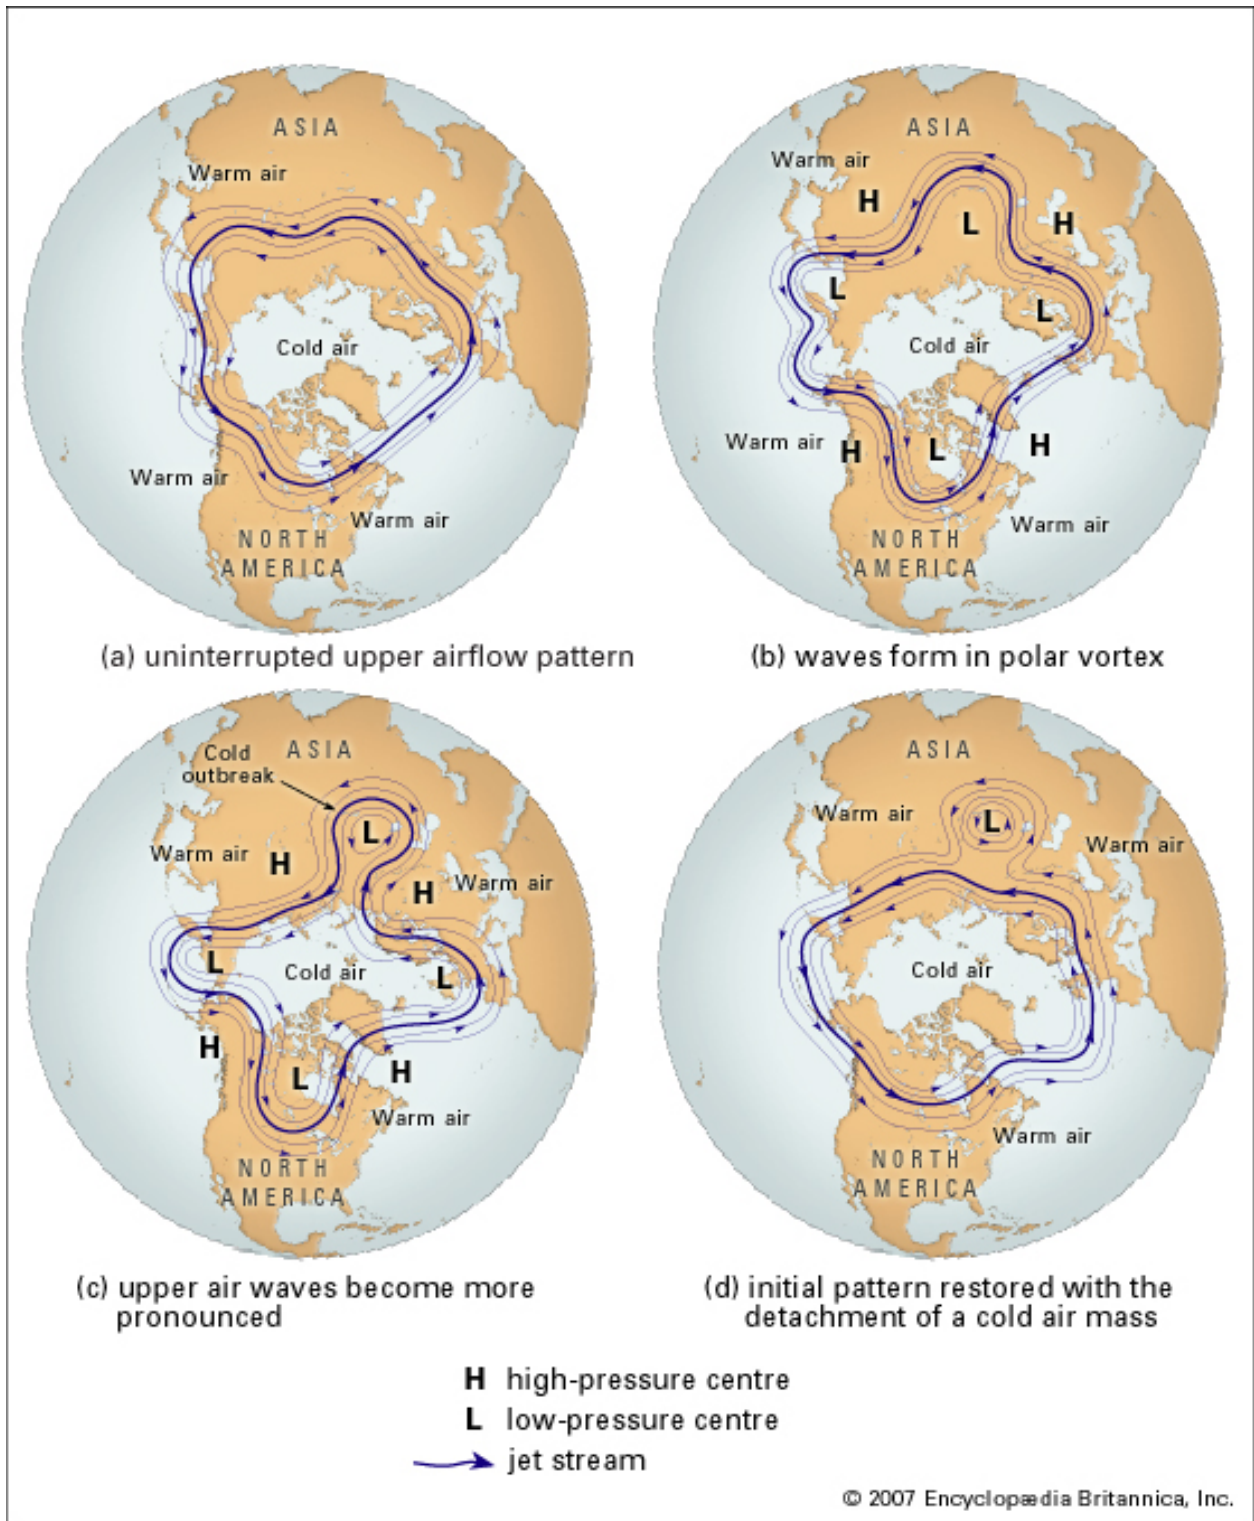 ASIA
Warm air
Cold air
Warm air
Warm air
NORTH
AMERICA
(a) uninterrupted upper airflow pattern
ASIA
Warm air
H
L
H
L
L
Cold air
Warm air
H
L
H
Warm air
NORTH
AMERICA
(b) waves form in polar vortex
Cold
outbreak
ASIA
L
Warm air
H
H
Warm air
L
Cold air
L
H
L
H
Warm air
NORTH
AMERICA
(c) upper air waves become more
pronounced
ASIA
Warm air
L
Warm air
Cold air
Warm air
NORTH
AMERICA
(d) initial pattern restored with the
detachment of a cold air mass
H high-pressure centre
L low-pressure centre
jet stream
© 2007 Encyclopædia Britannica, Inc.